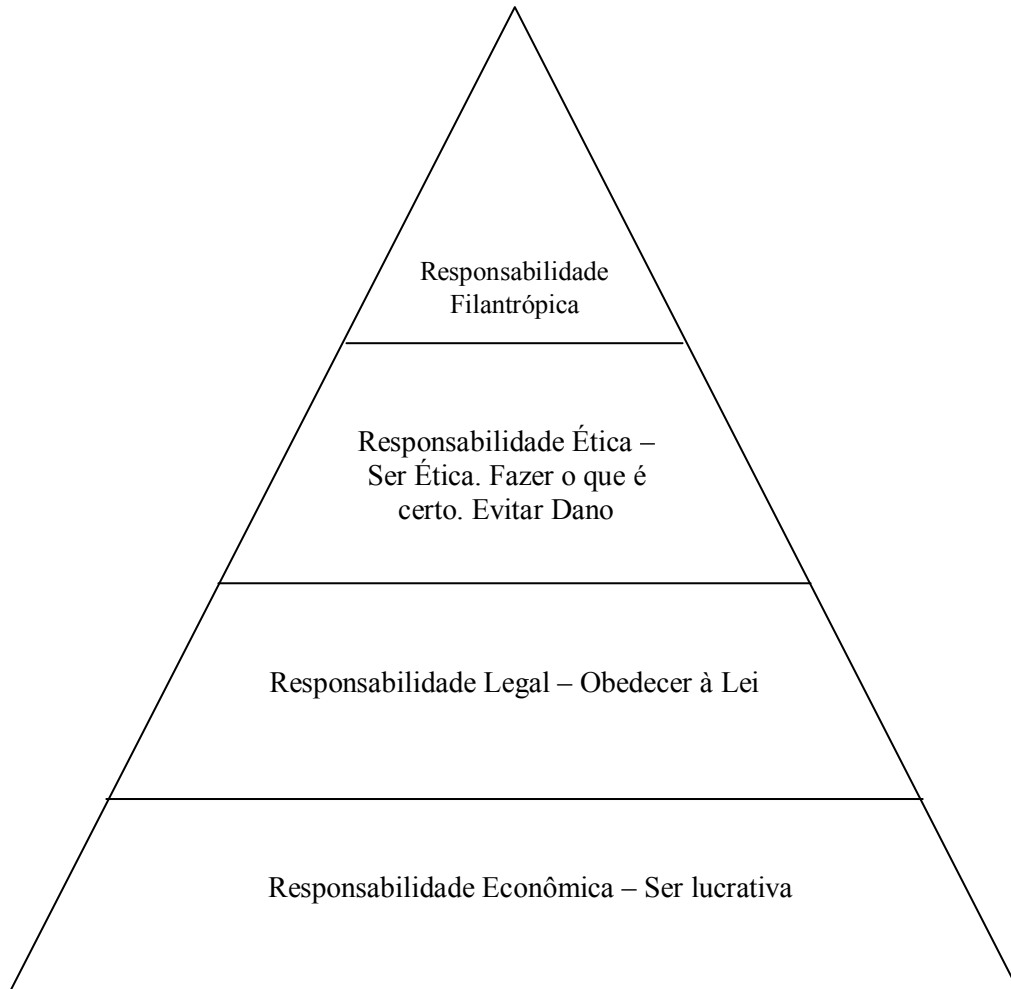 Responsabilidade
Filantrópica
Responsabilidade Ética –
Ser Ética. Fazer o que é
certo. Evitar Dano
Responsabilidade Legal – Obedecer à Lei
Responsabilidade Econômica – Ser lucrativa